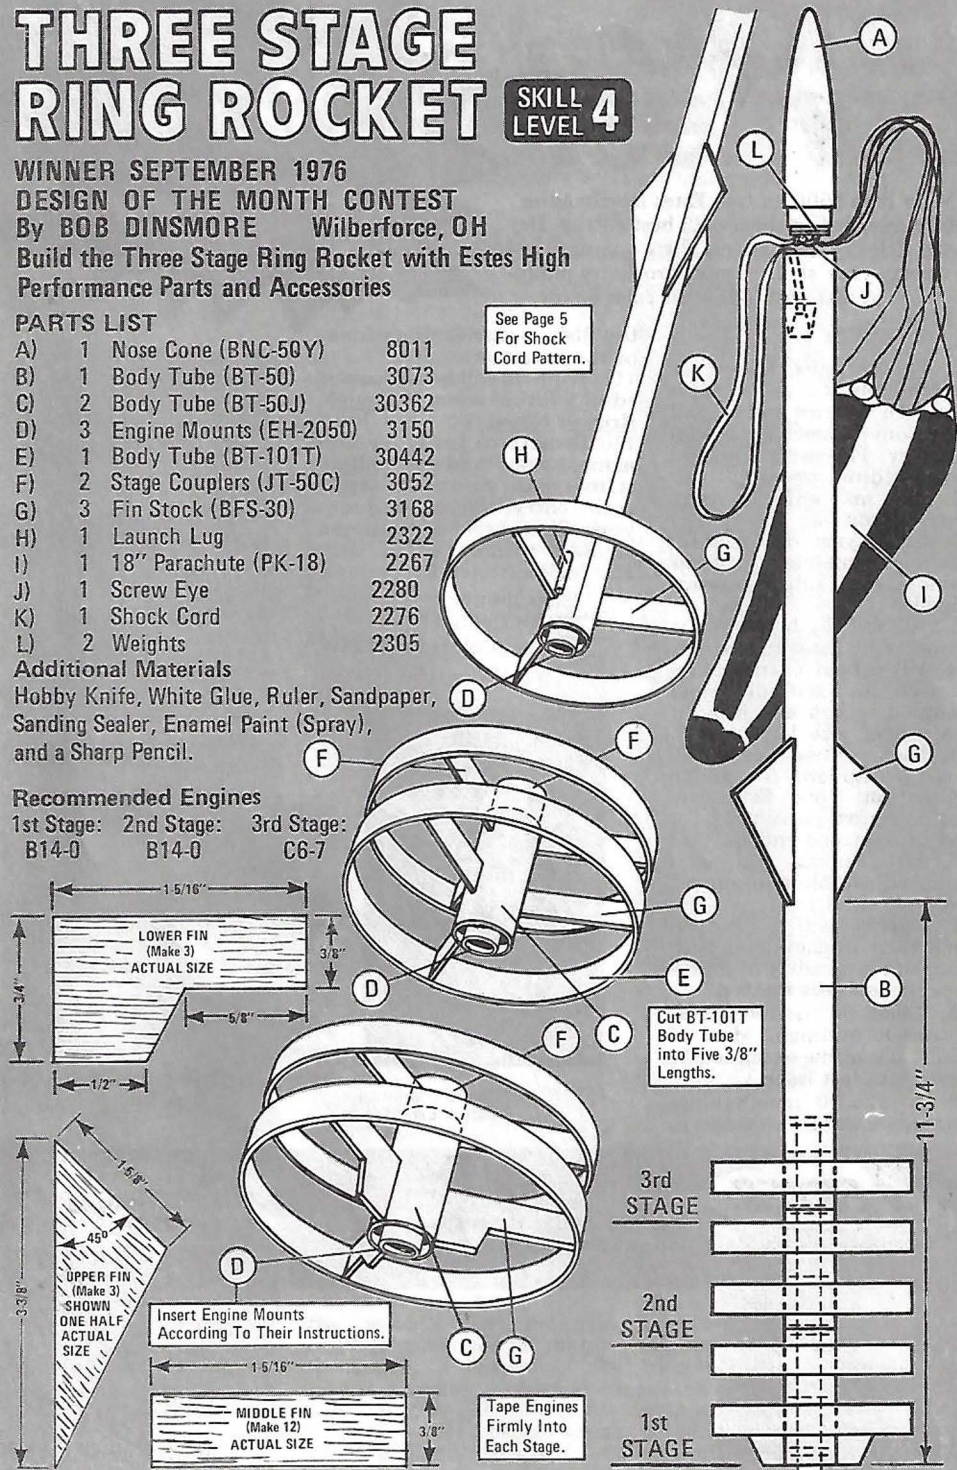 THREE STAGE
RING ROCKET
SKILL
LEVEL 4
WINNER SEPTEMBER 1976
DESIGN OF THE MONTH CONTEST
By BOB DINSMORE Wilberforce, OH
Build the Three Stage Ring Rocket with Estes High
Performance Parts and Accessories
PARTS LIST
A) 1 Nose Cone (BNC-50Y) 8011
B) 1 Body Tube (BT-50) 3073
C) 2 Body Tube (BT-50J) 30362
D) 3 Engine Mounts (EH-2050) 3150
E) 1 Body Tube (BT-101T) 30442
F) 2 Stage Couplers (JT-50C) 3052
G) 3 Fin Stock (BFS-30) 3168
H) 1 Launch Lug 2322
I) 1 18" Parachute (PK-18) 2267
J) 1 Screw Eye 2280
K) 1 Shock Cord 2276
L) 2 Weights 2305
Additional Materials
Hobby Knife, White Glue, Ruler, Sandpaper,
Sanding Sealer, Enamel Paint (Spray),
and a Sharp Pencil.
Recommended Engines
1st Stage: 2nd Stage: 3rd Stage:
B14-0 B14-0 C6-7
1-5/16"
LOWER FIN
(Make 3)
ACTUAL SIZE
3/4"
3/8"
5/8"
1/2"
1-5/8"
45°
3-3/8"
UPPER FIN
(Make 3)
SHOWN
ONE HALF
ACTUAL
SIZE
Insert Engine Mounts
According To Their Instructions.
1-5/16"
MIDDLE FIN
(Make 12)
ACTUAL SIZE
3/8"
Tape Engines
Firmly Into
Each Stage.
See Page 5
For Shock
Cord Pattern.
A
L
J
K
H
G
I
D
F
F
G
G
D
E
C
B
Cut BT-101T
Body Tube
into Five 3/8"
Lengths.
F
D
C
G
11-3/4"
3rd
STAGE
2nd
STAGE
1st
STAGE